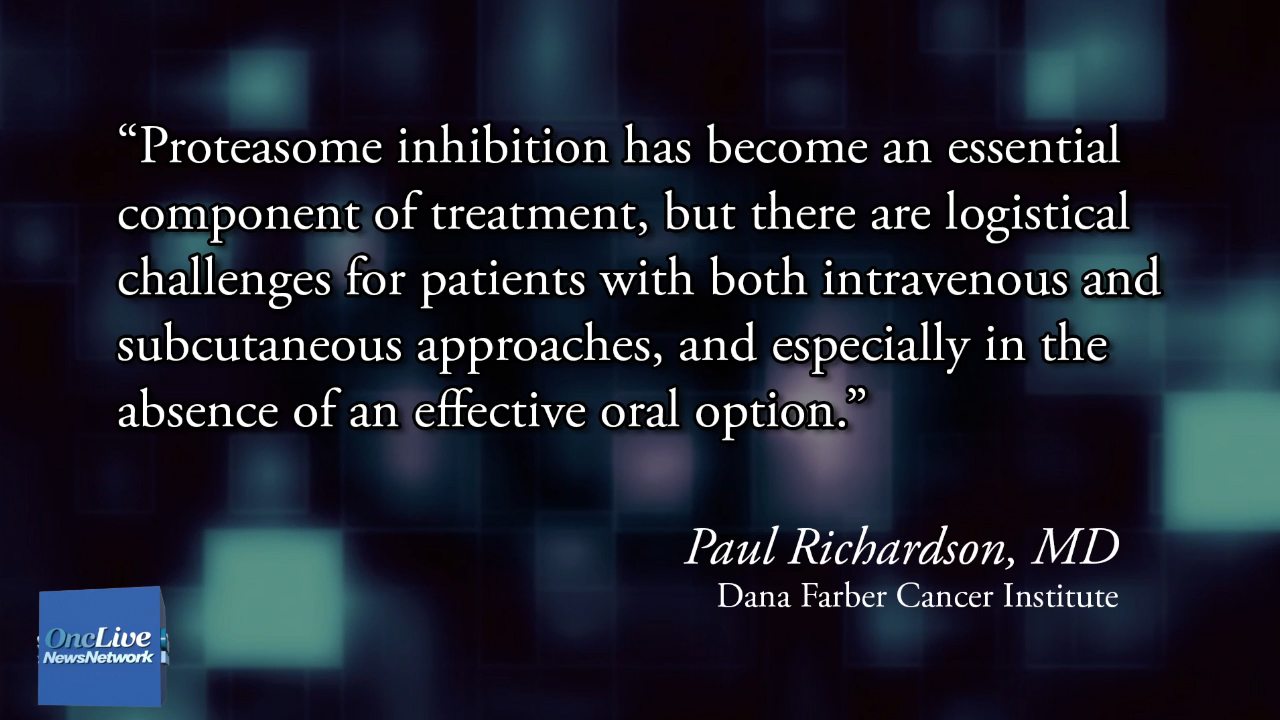 “Proteasome inhibition has become an essential
component of treatment, but there are logistical
challenges for patients with both intravenous and
subcutaneous approaches, and especially in the
absence of an effective oral option.”
Paul Richardson, MD
Dana Farber Cancer Institute
OncLive
NewsNetwork